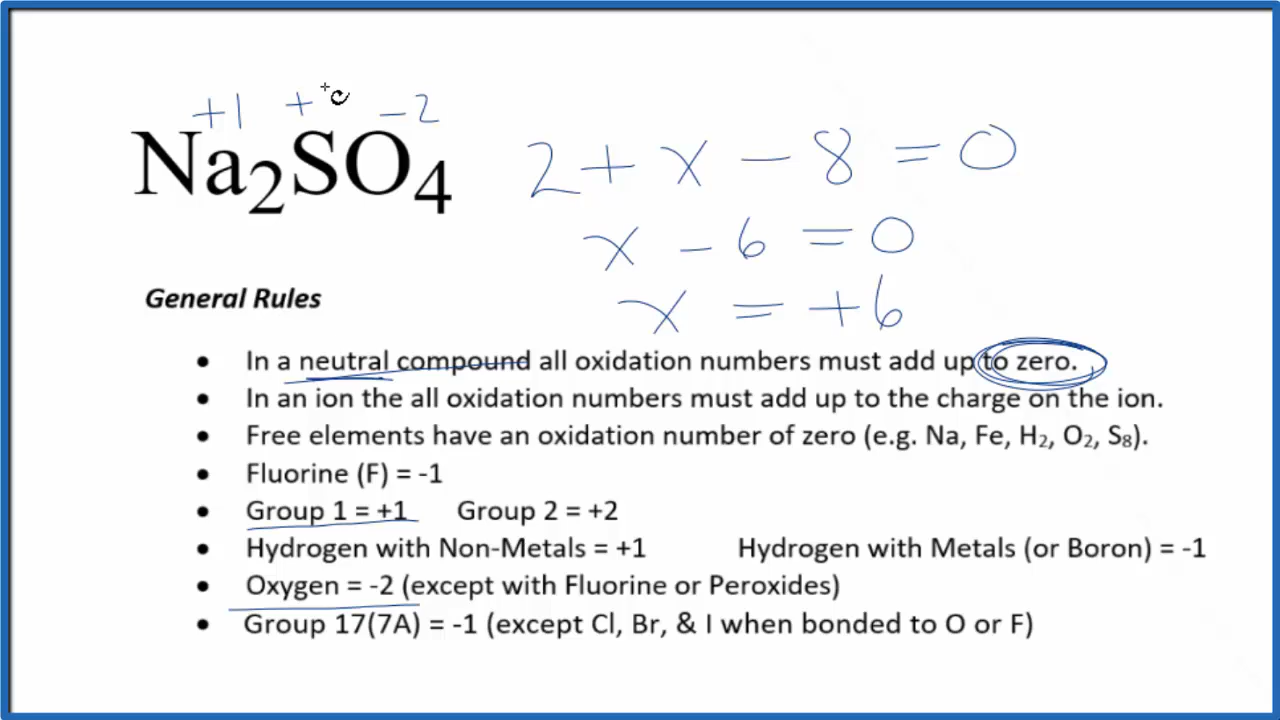 +1 + -2
Na₂SO₄
2 + x - 8 = 0
x - 6 = 0
x = +6
General Rules
• In a neutral compound all oxidation numbers must add up to zero.
• In an ion the all oxidation numbers must add up to the charge on the ion.
• Free elements have an oxidation number of zero (e.g. Na, Fe, H₂, O₂, S₈).
• Fluorine (F) = -1
• Group 1 = +1 Group 2 = +2
• Hydrogen with Non-Metals = +1 Hydrogen with Metals (or Boron) = -1
• Oxygen = -2 (except with Fluorine or Peroxides)
• Group 17(7A) = -1 (except Cl, Br, & I when bonded to O or F)